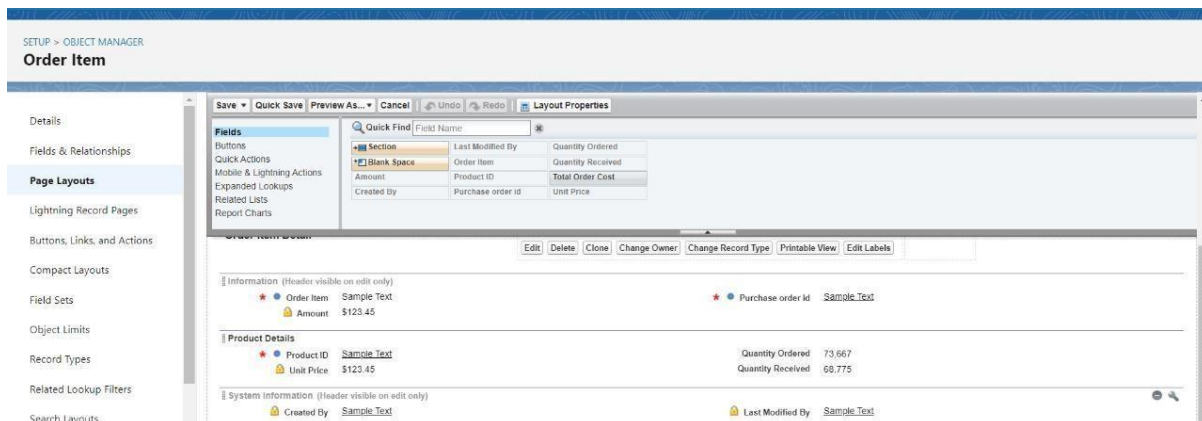 SETUP > OBJECT MANAGER
Order Item
Details
Fields & Relationships
Page Layouts
Lightning Record Pages
Buttons, Links, and Actions
Compact Layouts
Field Sets
Object Limits
Record Types
Related Lookup Filters
Search Layouts
Save Quick Save Preview As... Cancel Undo Redo Layout Properties
Fields
Buttons
Quick Actions
Mobile & Lightning Actions
Expanded Lookups
Related Lists
Report Charts
Quick Find Field Name
Section Last Modified By Quantity Ordered
Blank Space Order Item Quantity Received
Amount Product ID Total Order Cost
Created By Purchase order id Unit Price
Order Item Detail
Edit Delete Clone Change Owner Change Record Type Printable View Edit Labels
Information (Header visible on edit only)
* Order Item Sample Text * Purchase order id Sample Text
Amount $123.45
Product Details
* Product ID Sample Text Quantity Ordered 73,667
Unit Price $123.45 Quantity Received 68,775
System Information (Header visible on edit only)
Created By Sample Text Last Modified By Sample Text